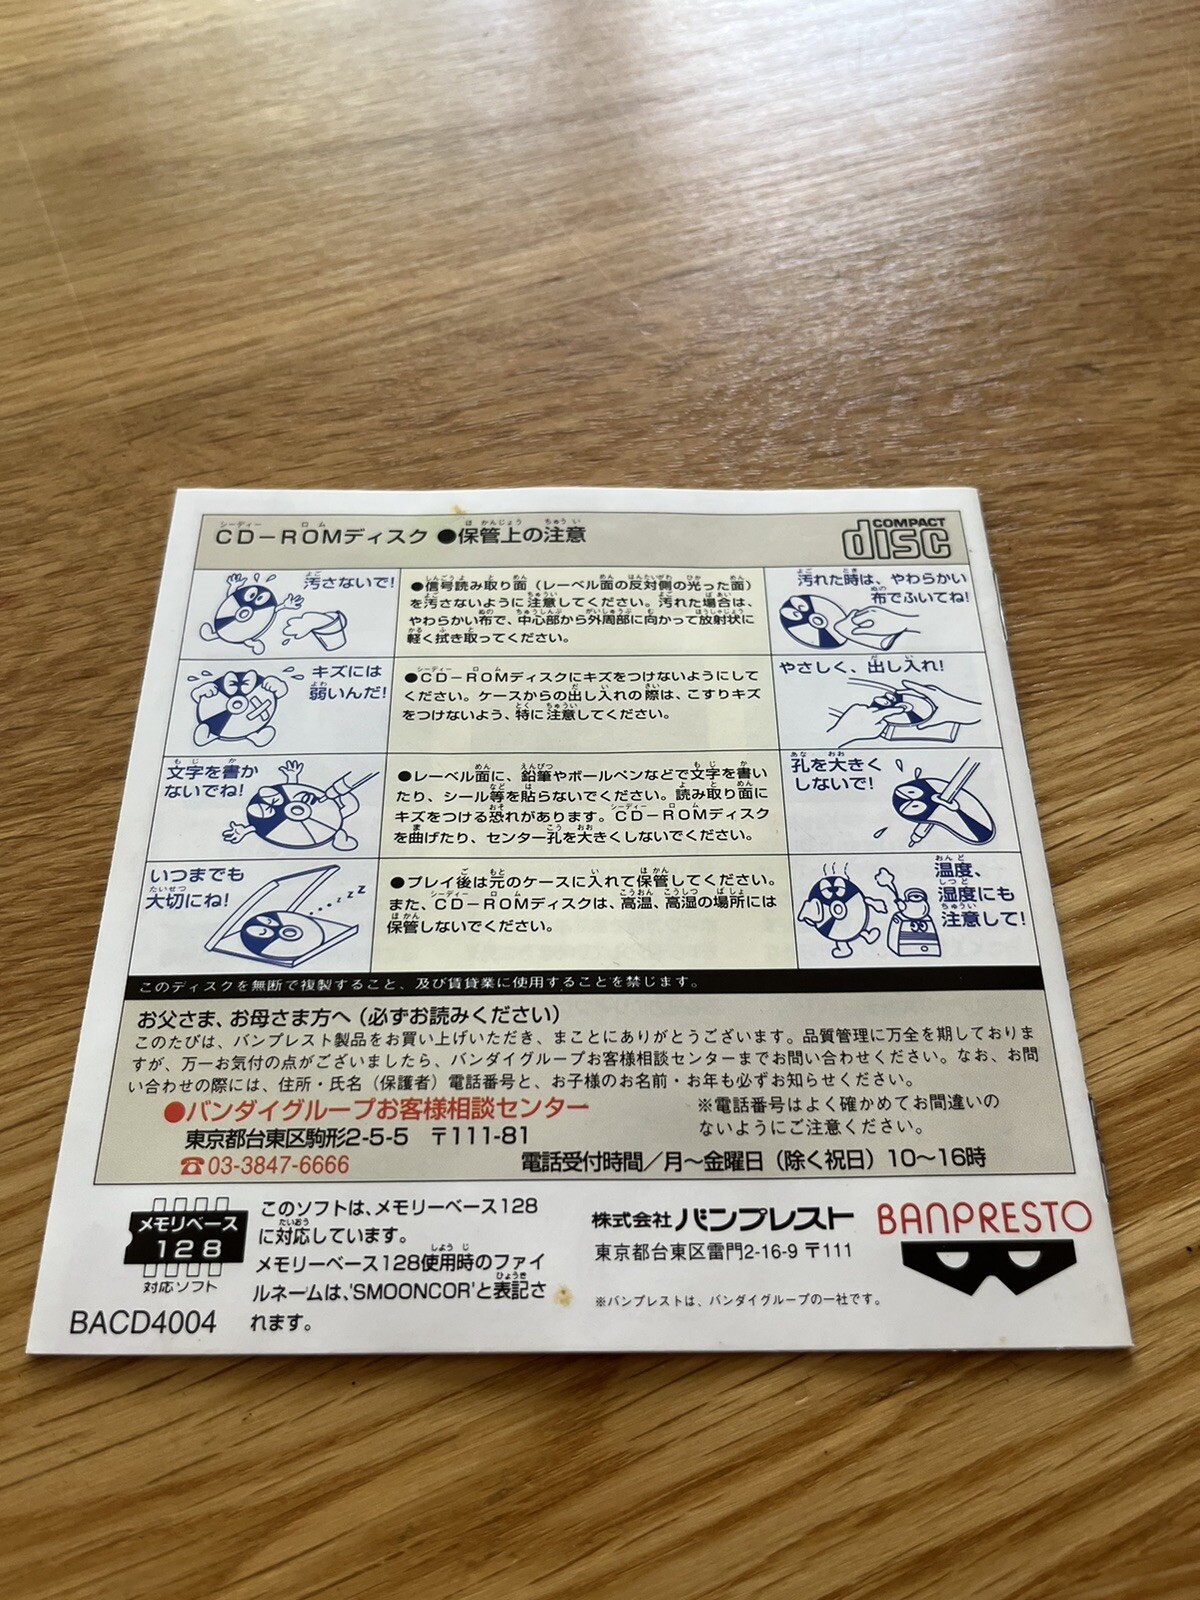 CD－ROMディスク ●保管上の注意
COMPACT
disc
汚さないで！
●信号読み取り面（レーベル面の反対側の光った面）
を汚さないように注意してください。汚れた場合は、
やわらかい布で、中心部から外周部に向かって放射状に
軽く拭き取ってください。
汚れた時は、やわらかい
布でふいてね！
キズには
弱いんだ！
●CD－ROMディスクにキズをつけないようにして
ください。ケースからの出し入れの際は、こすりキズ
をつけないよう、特に注意してください。
やさしく、出し入れ！
文字を書か
ないでね！
●レーベル面に、鉛筆やボールペンなどで文字を書い
たり、シール等を貼らないでください。読み取り面に
キズをつける恐れがあります。CD－ROMディスク
を曲げたり、センター孔を大きくしないでください。
孔を大きく
しないで！
いつまでも
大切にね！
zzZ
●プレイ後は元のケースに入れて保管してください。
また、CD－ROMディスクは、高温、高湿の場所には
保管しないでください。
温度、
湿度にも
注意して！
このディスクを無断で複製すること、及び賃貸業に使用することを禁じます。
お父さま、お母さま方へ（必ずお読みください）
このたびは、バンプレスト製品をお買い上げいただき、まことにありがとうございます。品質管理に万全を期しておりま
すが、万一お気付の点がございましたら、バンダイグループお客様相談センターまでお問い合わせください。なお、お問
い合わせの際には、住所・氏名（保護者）電話番号と、お子様のお名前・お年も必ずお知らせください。
●バンダイグループお客様相談センター
※電話番号はよく確かめてお間違いの
ないようにご注意ください。
東京都台東区駒形2-5-5 〒111-81
☎03-3847-6666
電話受付時間／月〜金曜日（除く祝日）10〜16時
メモリベース
128
対応ソフト
このソフトは、メモリーベース128
に対応しています。
メモリーベース128使用時のファイ
ルネームは、'SMOONCOR'と表記さ
れます。
BACD4004
株式会社バンプレスト
東京都台東区雷門2-16-9 〒111
※バンプレストは、バンダイグループの一社です。
BANPRESTO